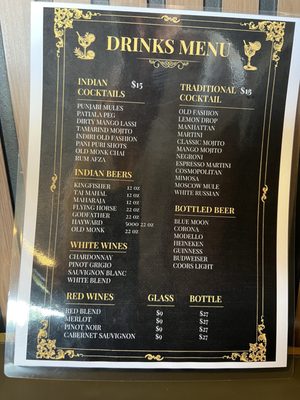 DRINKS MENU
INDIAN COCKTAILS $15
PUNJABI MULES
PATIALA PEG
DIRTY MANGO LASSI
TAMARIND MOJITO
INDIRI OLD FASHION
PANI PURI SHOTS
OLD MONK CHAI
RUM AFZA
INDIAN BEERS
KINGFISHER 12 OZ
TAJ MAHAL 12 OZ
MAHARAJA 12 OZ
FLYING HORSE 22 OZ
GODFATHER 22 OZ
HAYWARD 5000 22 OZ
OLD MONK 22 OZ
WHITE WINES
CHARDONNAY
PINOT GRIGIO
SAUVIGNON BLANC
WHITE BLEND
TRADITIONAL COCKTAIL $15
OLD FASHION
LEMON DROP
MANHATTAN
MARTINI
CLASSIC MOJITO
MANGO MOJITO
NEGRONI
ESPRESSO MARTINI
COSMOPOLITAN
MIMOSA
MOSCOW MULE
WHITE RUSSIAN
BOTTLED BEER
BLUE MOON
CORONA
MODELLO
HEINEKEN
GUINNESS
BUDWEISER
COORS LIGHT
RED WINES GLASS BOTTLE
RED BLEND $9 $27
MERLOT $9 $27
PINOT NOIR $9 $27
CABERNET SAUVIGNON $9 $27